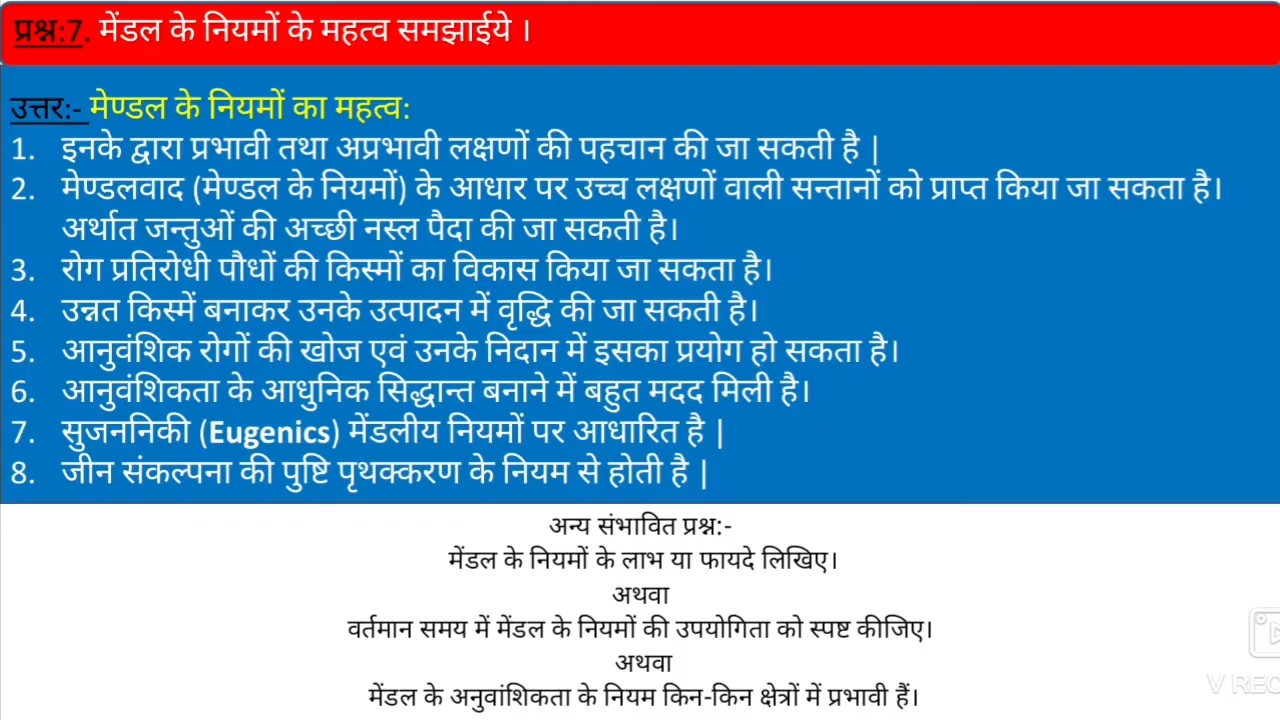 प्रश्न:7. मेंडल के नियमों के महत्व समझाईये ।
उत्तर:- मेण्डल के नियमों का महत्व:
1. इनके द्वारा प्रभावी तथा अप्रभावी लक्षणों की पहचान की जा सकती है |
2. मेण्डलवाद (मेण्डल के नियमों) के आधार पर उच्च लक्षणों वाली सन्तानों को प्राप्त किया जा सकता है।
अर्थात जन्तुओं की अच्छी नस्ल पैदा की जा सकती है।
3. रोग प्रतिरोधी पौधों की किस्मों का विकास किया जा सकता है।
4. उन्नत किस्में बनाकर उनके उत्पादन में वृद्धि की जा सकती है।
5. आनुवंशिक रोगों की खोज एवं उनके निदान में इसका प्रयोग हो सकता है।
6. आनुवंशिकता के आधुनिक सिद्धान्त बनाने में बहुत मदद मिली है।
7. सुजननिकी (Eugenics) मेंडलीय नियमों पर आधारित है |
8. जीन संकल्पना की पुष्टि पृथक्करण के नियम से होती है |
अन्य संभावित प्रश्न:-
मेंडल के नियमों के लाभ या फायदे लिखिए।
अथवा
वर्तमान समय में मेंडल के नियमों की उपयोगिता को स्पष्ट कीजिए।
अथवा
मेंडल के अनुवांशिकता के नियम किन-किन क्षेत्रों में प्रभावी हैं।